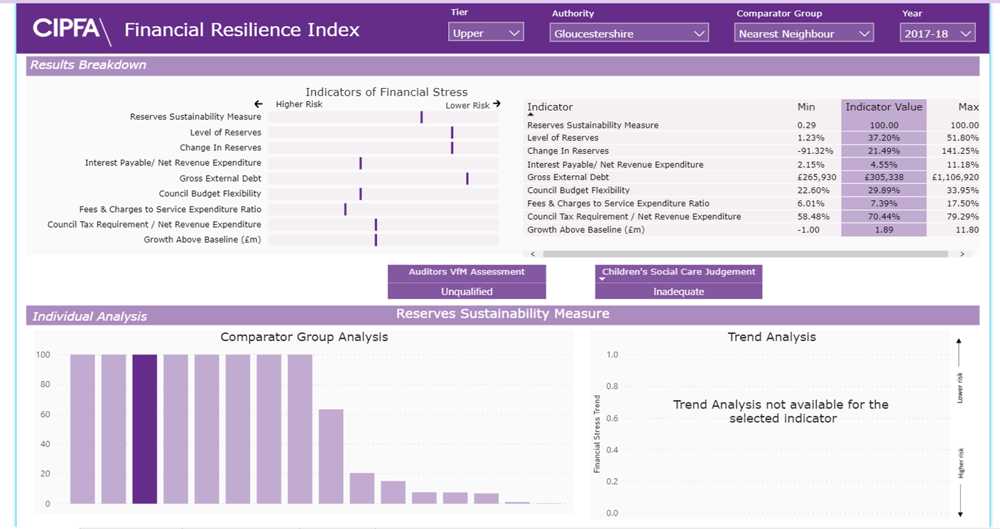 CIPFA
Financial Resilience Index
Tier
Upper
Authority
Gloucestershire
Comparator Group
Nearest Neighbour
Year
2017-18
Results Breakdown
Indicators of Financial Stress
Higher Risk
Lower Risk
Reserves Sustainability Measure
Level of Reserves
Change In Reserves
Interest Payable/ Net Revenue Expenditure
Gross External Debt
Council Budget Flexibility
Fees & Charges to Service Expenditure Ratio
Council Tax Requirement / Net Revenue Expenditure
Growth Above Baseline (£m)
Indicator Min Indicator Value Max
Reserves Sustainability Measure 0.29 100.00 100.00
Level of Reserves 1.23% 37.20% 51.80%
Change In Reserves -91.32% 21.49% 141.25%
Interest Payable/ Net Revenue Expenditure 2.15% 4.55% 11.18%
Gross External Debt £265,930 £305,338 £1,106,920
Council Budget Flexibility 22.60% 29.89% 33.95%
Fees & Charges to Service Expenditure Ratio 6.01% 7.39% 17.50%
Council Tax Requirement / Net Revenue Expenditure 58.48% 70.44% 79.29%
Growth Above Baseline (£m) -1.00 1.89 11.80
Auditors VfM Assessment
Unqualified
Children's Social Care Judgement
Inadequate
Individual Analysis
Reserves Sustainability Measure
Comparator Group Analysis
100
80
60
40
20
0
Trend Analysis
Financial Stress Trend
1.0
0.8
0.6
0.4
0.2
0.0
Trend Analysis not available for the
selected indicator
Lower risk
Higher risk